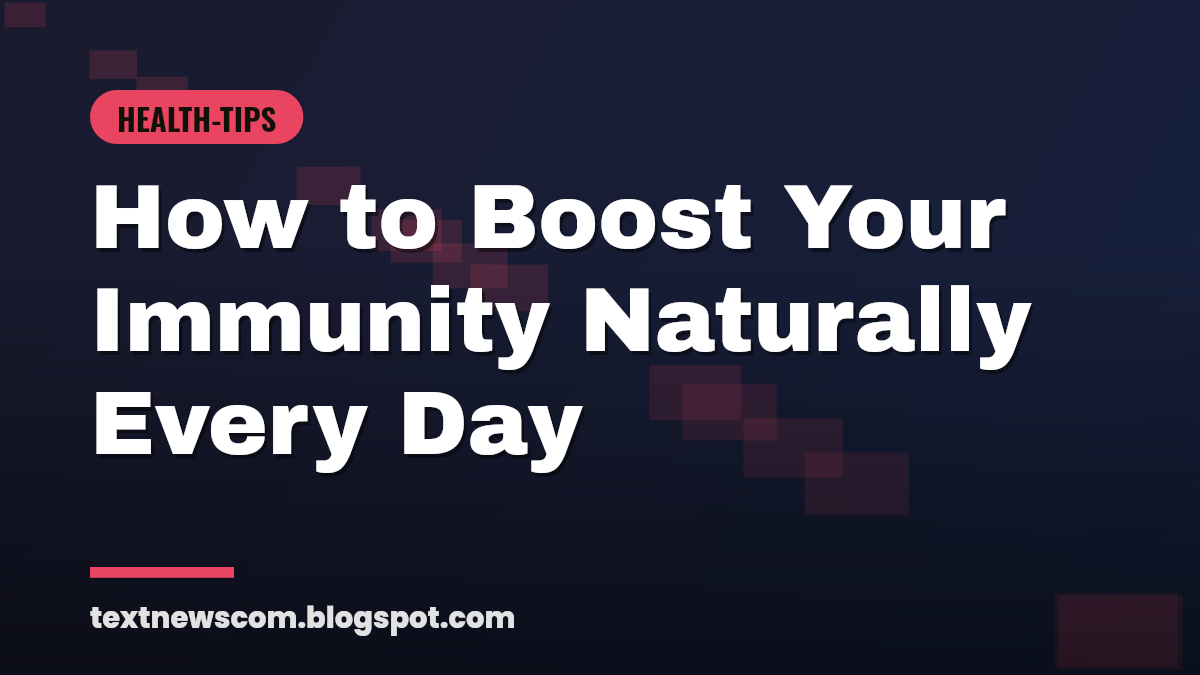 HEALTH-TIPS
How to Boost Your
Immunity Naturally
Every Day
textnewscom.blogspot.com